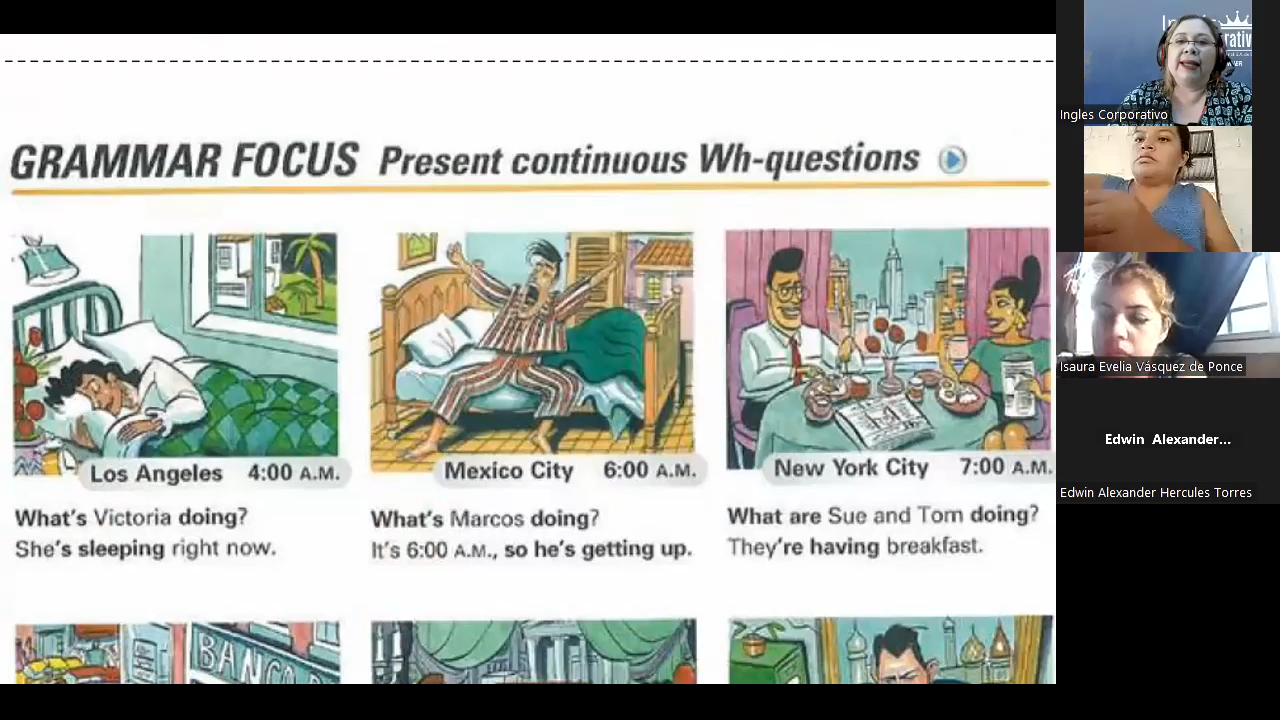 GRAMMAR FOCUS Present continuous Wh-questions
Los Angeles 4:00 A.M.
Mexico City 6:00 A.M.
New York City 7:00 A.M.
What's Victoria doing?
She's sleeping right now.
What's Marcos doing?
It's 6:00 A.M., so he's getting up.
What are Sue and Tom doing?
They're having breakfast.
BANCO
Ingles Corporativo
Isaura Evelia Vásquez de Ponce
Edwin Alexander...
Edwin Alexander Hercules Torres